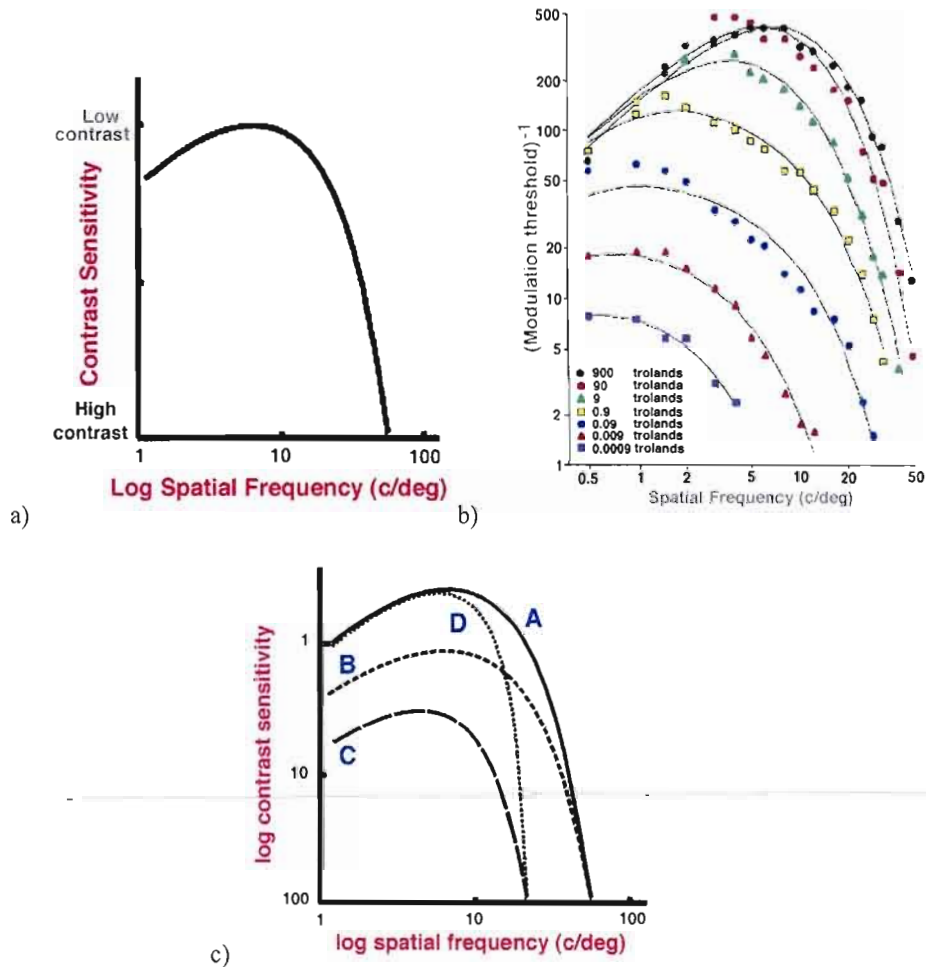 Low
contrast
Contrast Sensitivity
High
contrast
1
10
100
Log Spatial Frequency (c/deg)
a)
500
200
100
50
20
10
5
2
1
(Modulation threshold)⁻¹
900 trolands
90 trolanda
9 trolands
0.9 trolands
0.09 trolands
0.009 trolands
0.0009 trolands
0.5
1
2
5
10
20
50
Spatial Frequency (c/deg)
b)
log contrast sensitivity
1
10
100
A
D
B
C
1
10
100
log spatial frequency (c/deg)
c)